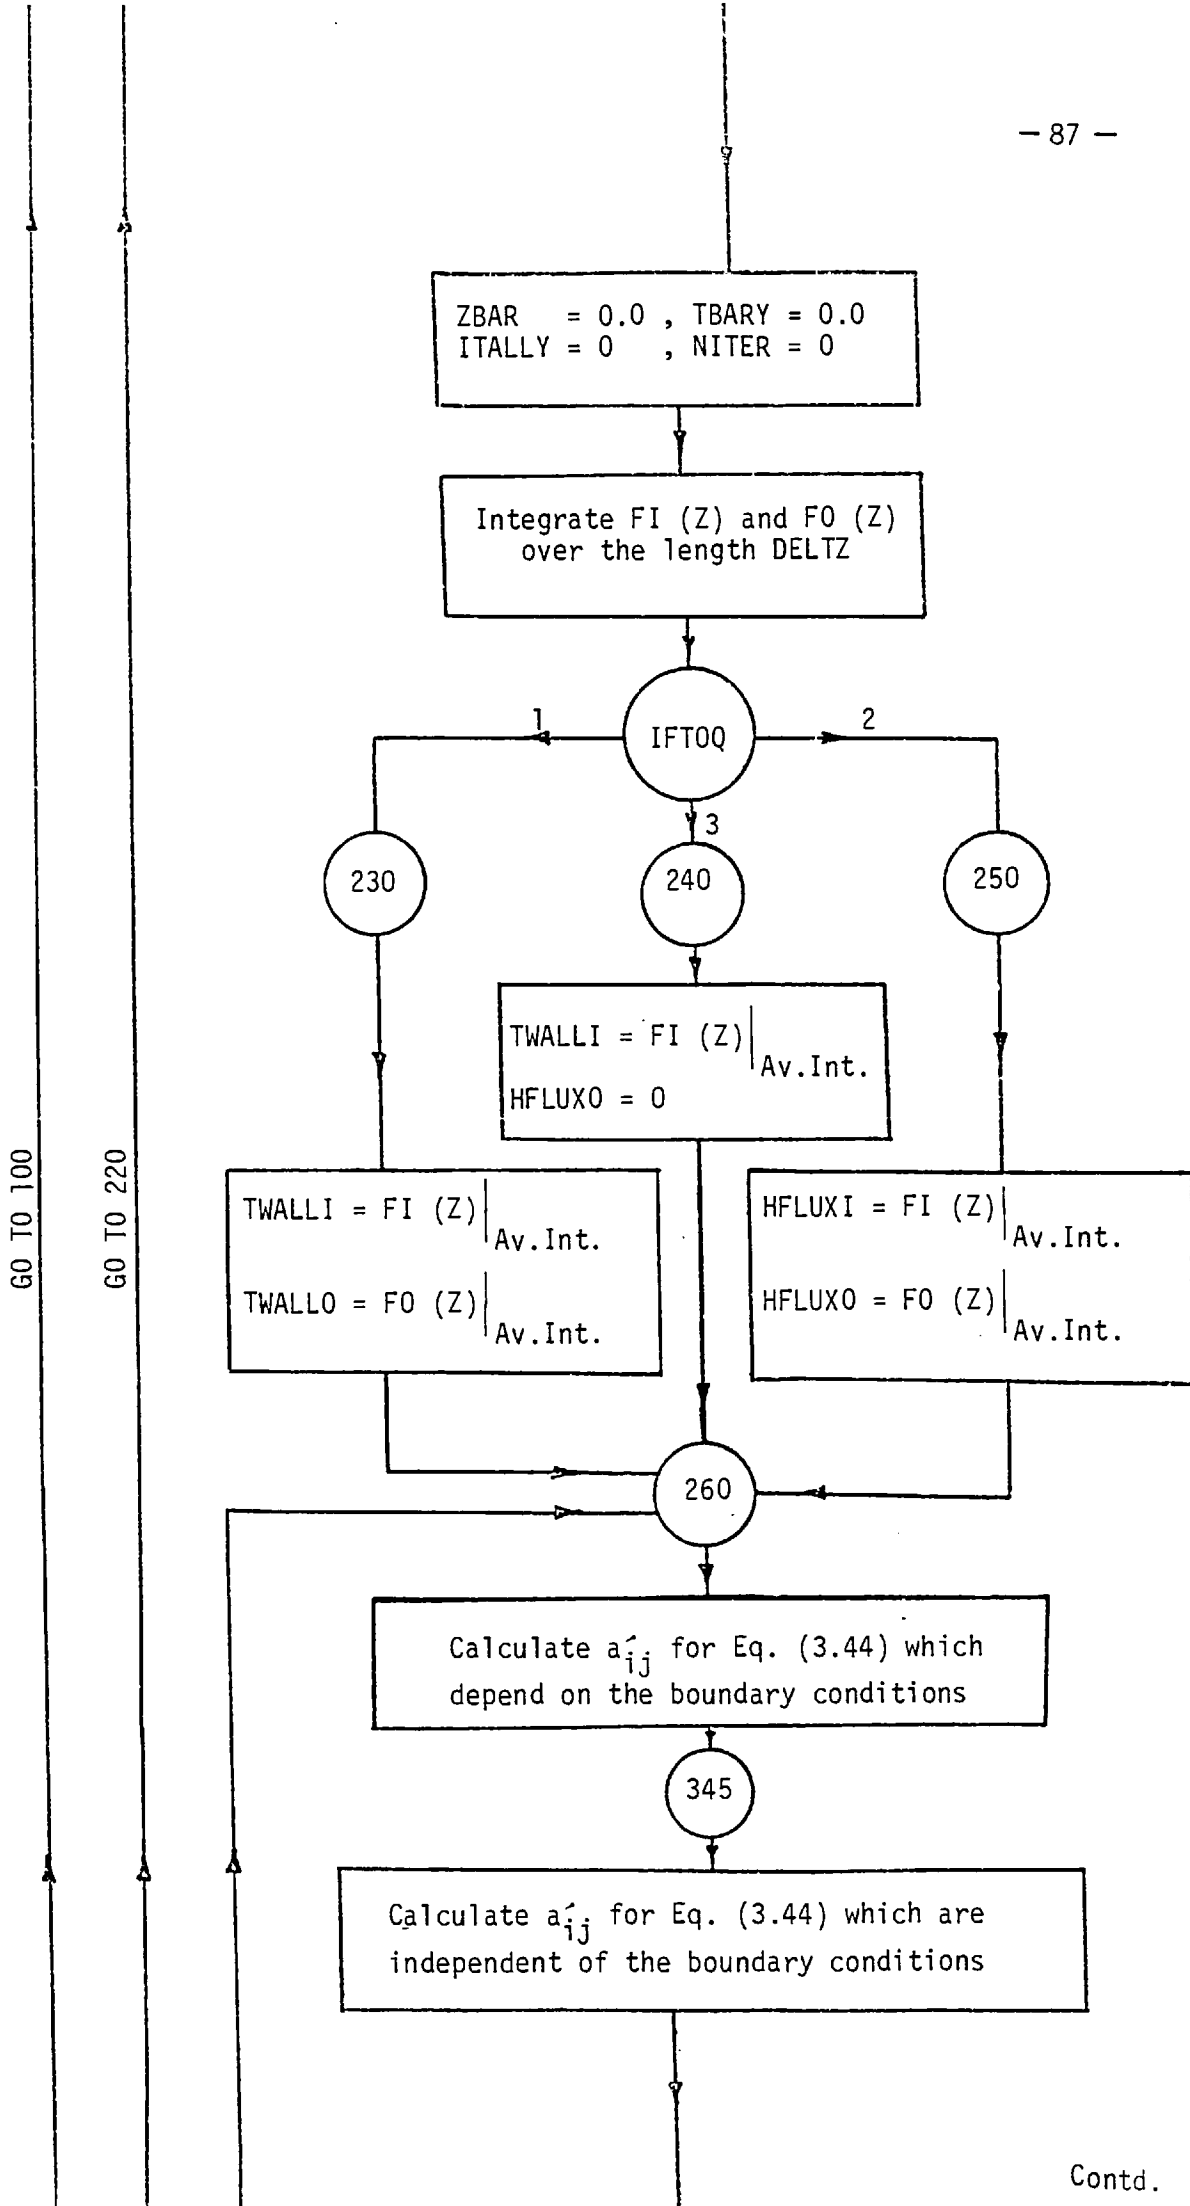 — 87 —
ZBAR = 0.0 , TBARY = 0.0
ITALLY = 0 , NITER = 0
Integrate FI (Z) and FO (Z)
over the length DELTZ
1
IFTOQ
2
3
230
240
250
TWALLI = FI (Z)|Av.Int.
HFLUXO = 0
TWALLI = FI (Z)|Av.Int.
TWALLO = FO (Z)|Av.Int.
HFLUXI = FI (Z)|Av.Int.
HFLUXO = FO (Z)|Av.Int.
GO TO 100
GO TO 220
260
Calculate a´ij for Eq. (3.44) which
depend on the boundary conditions
345
Calculate a´ij for Eq. (3.44) which are
independent of the boundary conditions
Contd.